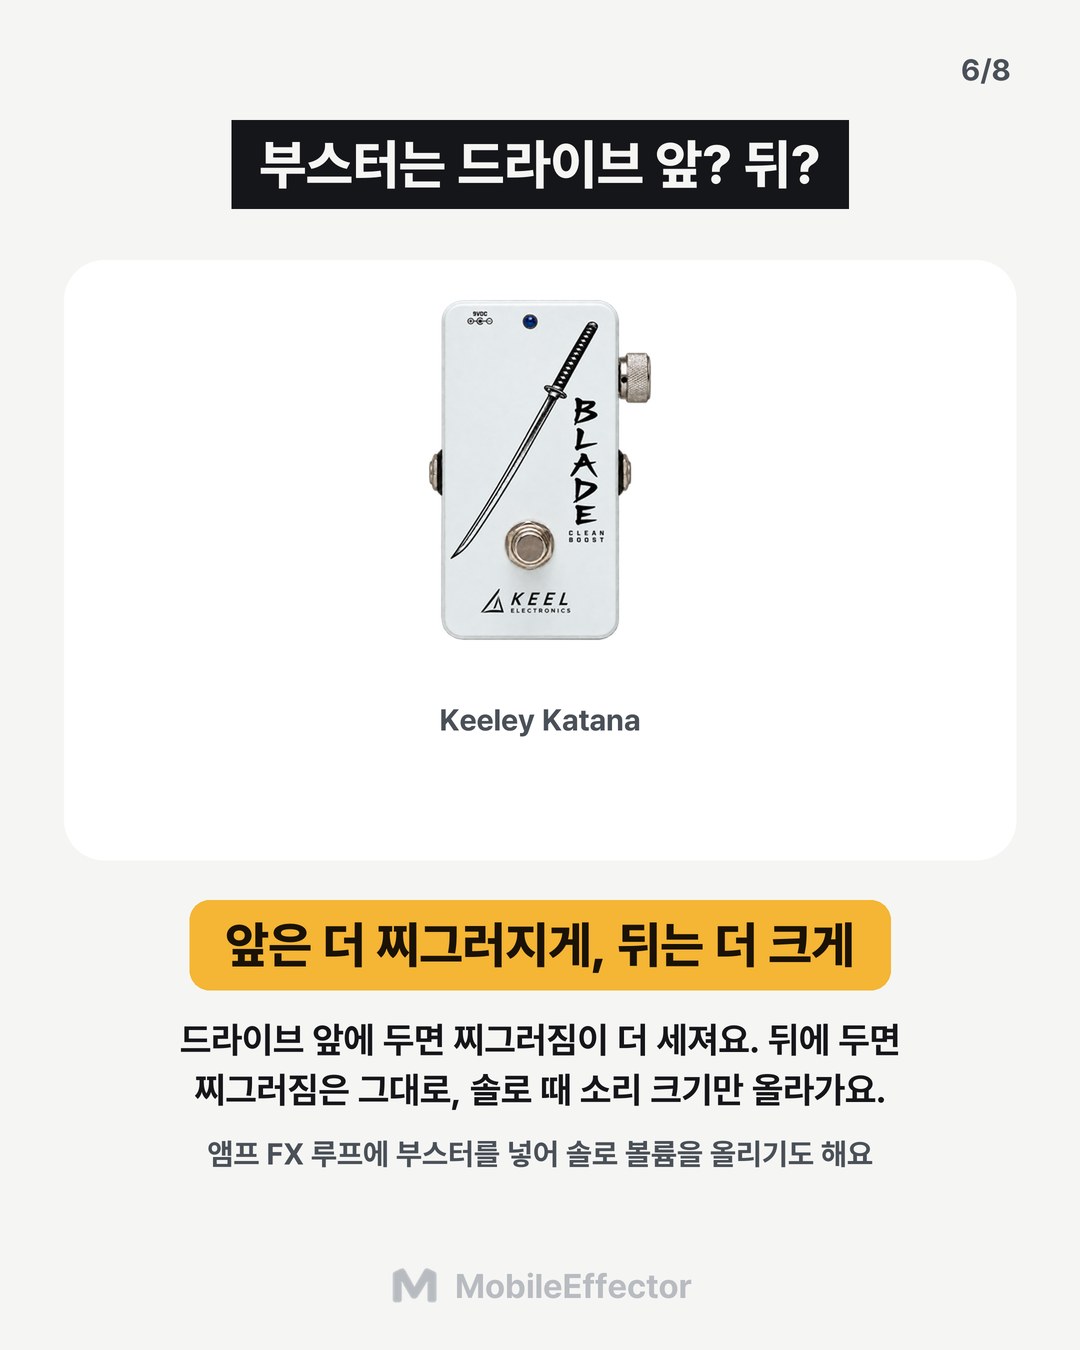 6/8
부스터는 드라이브 앞? 뒤?
9VDC
BLADE
CLEAN
BOOST
KEEL
ELECTRONICS
Keeley Katana
앞은 더 찌그러지게, 뒤는 더 크게
드라이브 앞에 두면 찌그러짐이 더 세져요. 뒤에 두면
찌그러짐은 그대로, 솔로 때 소리 크기만 올라가요.
앰프 FX 루프에 부스터를 넣어 솔로 볼륨을 올리기도 해요
MobileEffector